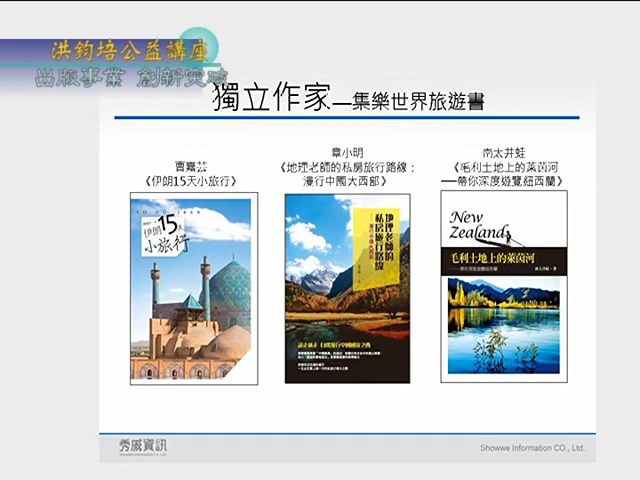 洪鈞培公益講座
出版事業 創新突破
獨立作家—集樂世界旅遊書
曹嘉芸
《伊朗15天小旅行》
章小明
《地理老師的私房旅行路線：
漫行中國大西部》
南太井蛙
《毛利土地上的萊茵河
──帶你深度遊覽紐西蘭》
伊朗15天
小旅行
地理老師的
私房旅行路線
New
Zealand
毛利土地上的萊茵河
秀威資訊
Showwe Information CO., Ltd.